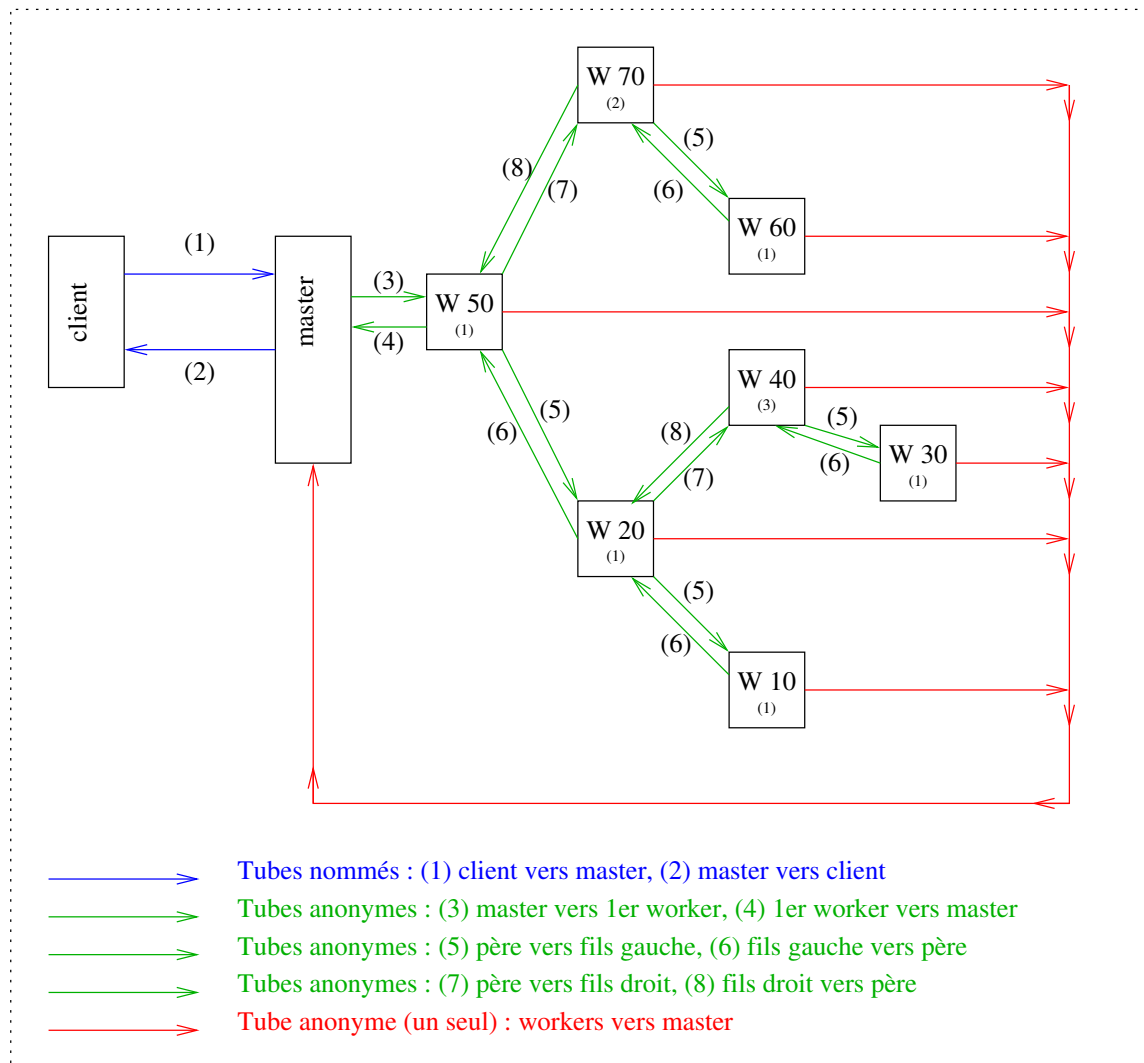 W 70
(2)
(5)
(8)
(7)
(6)
W 60
(1)
(1)
client
master
(3)
W 50
(1)
(4)
(2)
W 40
(3)
(5)
(5)
(6)
(8)
(6)
W 30
(1)
(7)
W 20
(1)
(5)
(6)
W 10
(1)
Tubes nommés : (1) client vers master, (2) master vers client
Tubes anonymes : (3) master vers 1er worker, (4) 1er worker vers master
Tubes anonymes : (5) père vers fils gauche, (6) fils gauche vers père
Tubes anonymes : (7) père vers fils droit, (8) fils droit vers père
Tube anonyme (un seul) : workers vers master